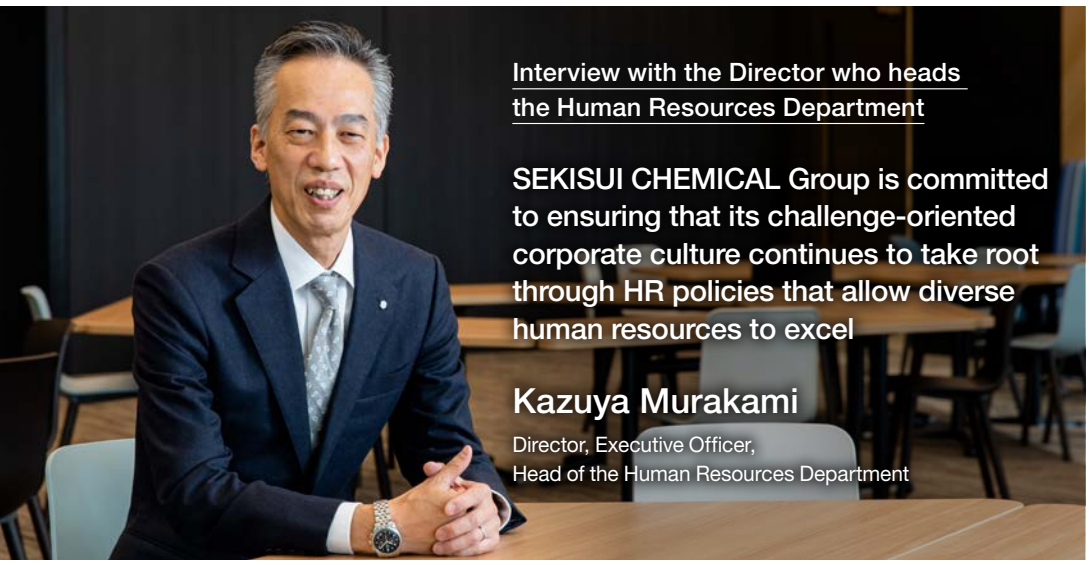 Interview with the Director who heads
the Human Resources Department
SEKISUI CHEMICAL Group is committed
to ensuring that its challenge-oriented
corporate culture continues to take root
through HR policies that allow diverse
human resources to excel
Kazuya Murakami
Director, Executive Officer,
Head of the Human Resources Department